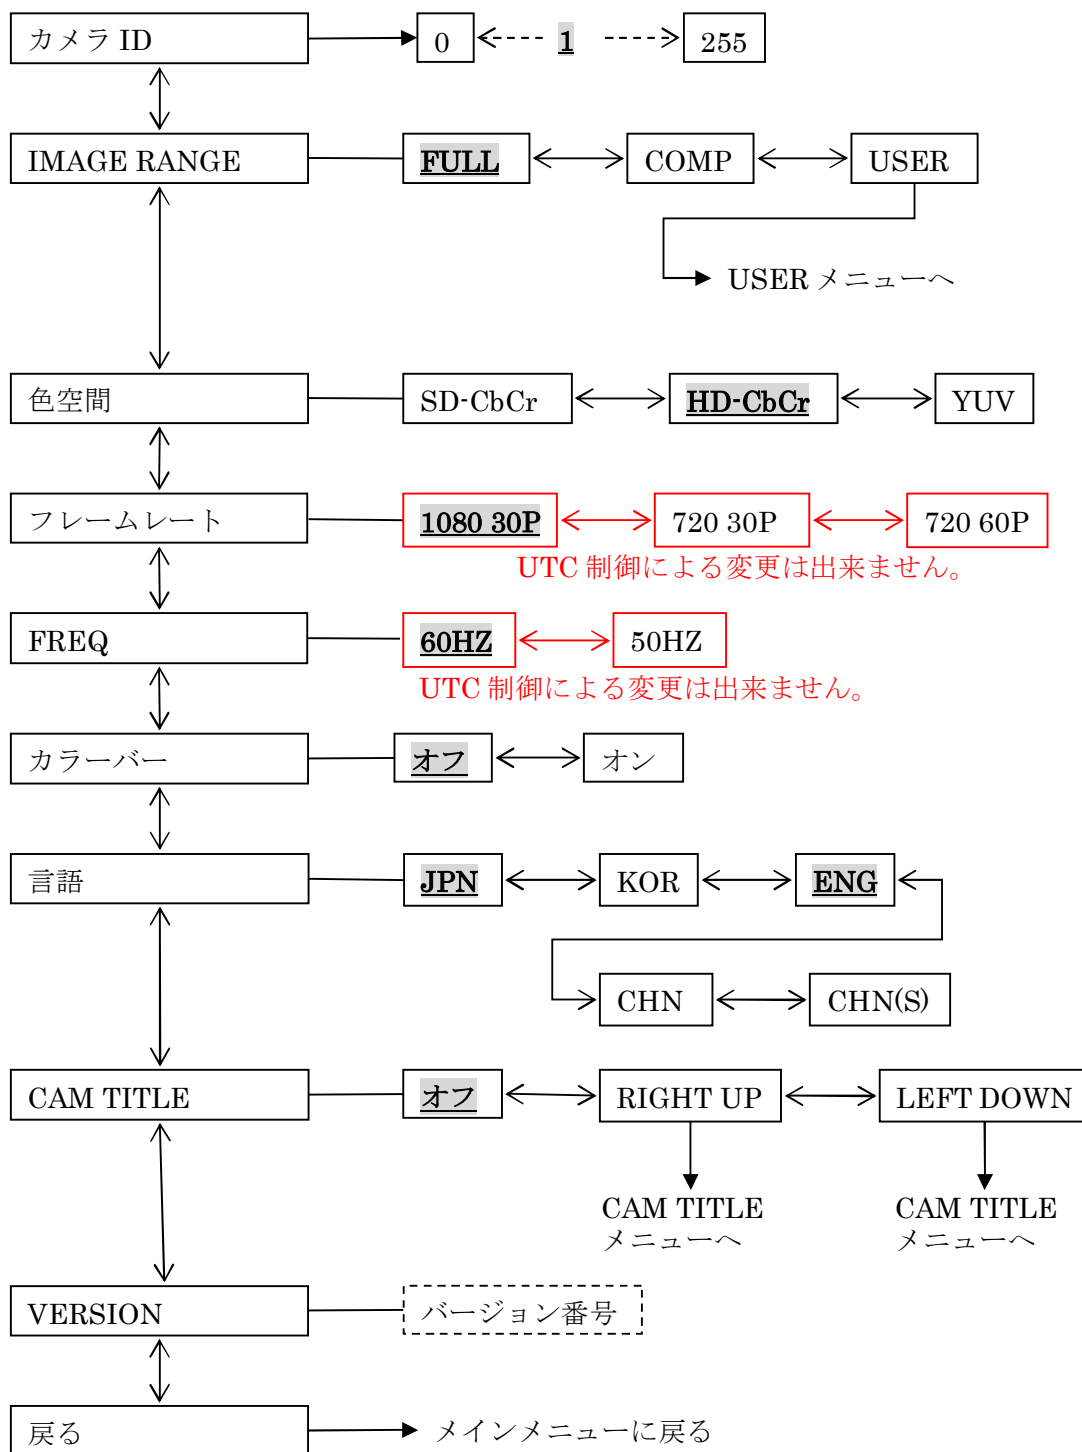 カメラ ID 0 1 255
IMAGE RANGE FULL COMP USER
USER メニューへ
色空間 SD-CbCr HD-CbCr YUV
フレームレート 1080 30P 720 30P 720 60P
UTC 制御による変更は出来ません。
FREQ 60HZ 50HZ
UTC 制御による変更は出来ません。
カラーバー オフ オン
言語 JPN KOR ENG
CHN CHN(S)
CAM TITLE オフ RIGHT UP LEFT DOWN
CAM TITLE CAM TITLE
メニューへ メニューへ
VERSION バージョン番号
戻る メインメニューに戻る